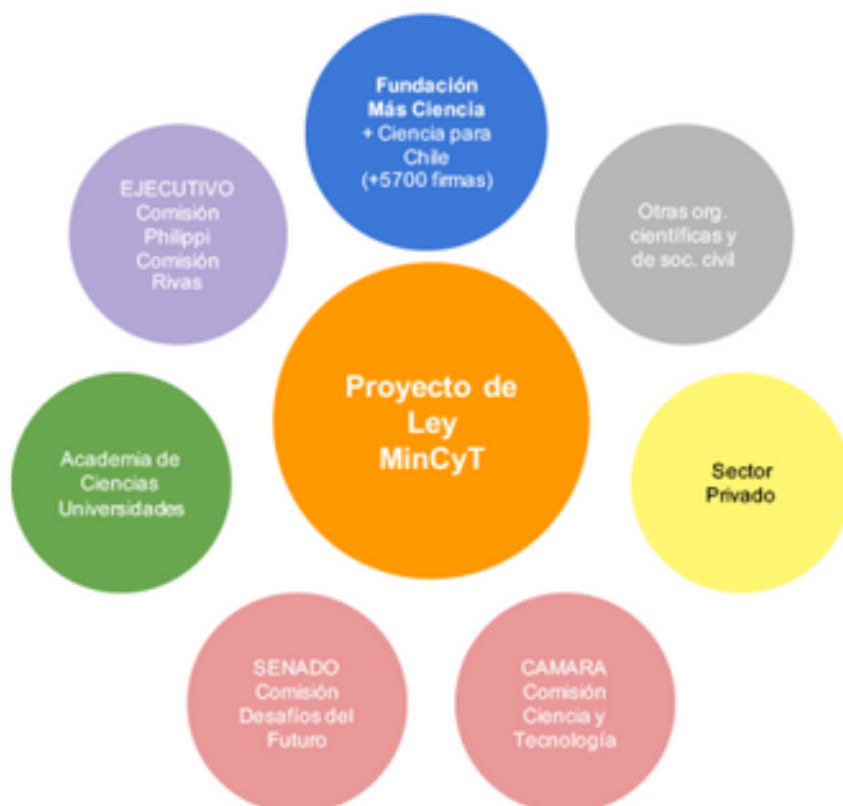 Fundación
Más Ciencia
+ Ciencia para
Chile
(+5700 firmas)
EJECUTIVO
Comisión
Philippi
Comisión
Rivas
Otras org.
científicas y
de soc. civil
Proyecto de
Ley
MinCyT
Academia de
Ciencias
Universidades
Sector
Privado
SENADO
Comisión
Desafíos del
Futuro
CAMARA
Comisión
Ciencia y
Tecnología